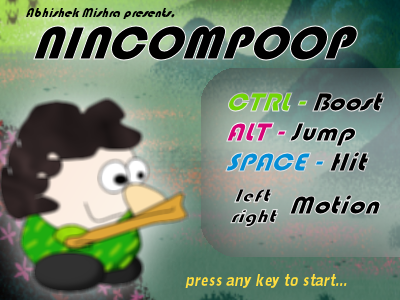 Abhishek Mishra presents.
NINCOMPOOP
CTRL - Boost
ALT - Jump
SPACE - Hit
left
right Motion
press any key to start...